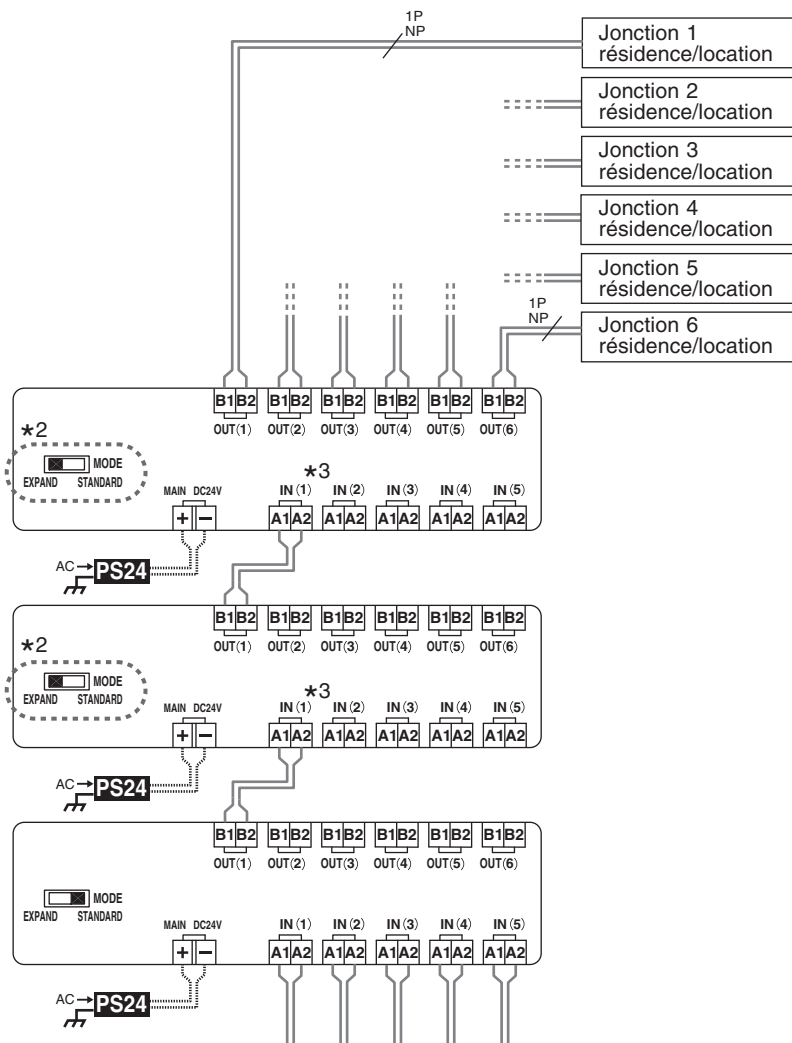 1P
NP
Jonction 1
résidence/location
Jonction 2
résidence/location
Jonction 3
résidence/location
Jonction 4
résidence/location
Jonction 5
résidence/location
1P
NP
Jonction 6
résidence/location
B1 B2 B1 B2 B1 B2 B1 B2 B1 B2 B1 B2
OUT(1) OUT(2) OUT(3) OUT(4) OUT(5) OUT(6)
*2
MODE
EXPAND STANDARD
*3
MAIN DC24V IN(1) IN(2) IN(3) IN(4) IN(5)
+ − A1 A2 A1 A2 A1 A2 A1 A2 A1 A2
AC→ PS24
B1 B2 B1 B2 B1 B2 B1 B2 B1 B2 B1 B2
OUT(1) OUT(2) OUT(3) OUT(4) OUT(5) OUT(6)
*2
MODE
EXPAND STANDARD
*3
MAIN DC24V IN(1) IN(2) IN(3) IN(4) IN(5)
+ − A1 A2 A1 A2 A1 A2 A1 A2 A1 A2
AC→ PS24
B1 B2 B1 B2 B1 B2 B1 B2 B1 B2 B1 B2
OUT(1) OUT(2) OUT(3) OUT(4) OUT(5) OUT(6)
MODE
EXPAND STANDARD
MAIN DC24V IN(1) IN(2) IN(3) IN(4) IN(5)
+ − A1 A2 A1 A2 A1 A2 A1 A2 A1 A2
AC→ PS24